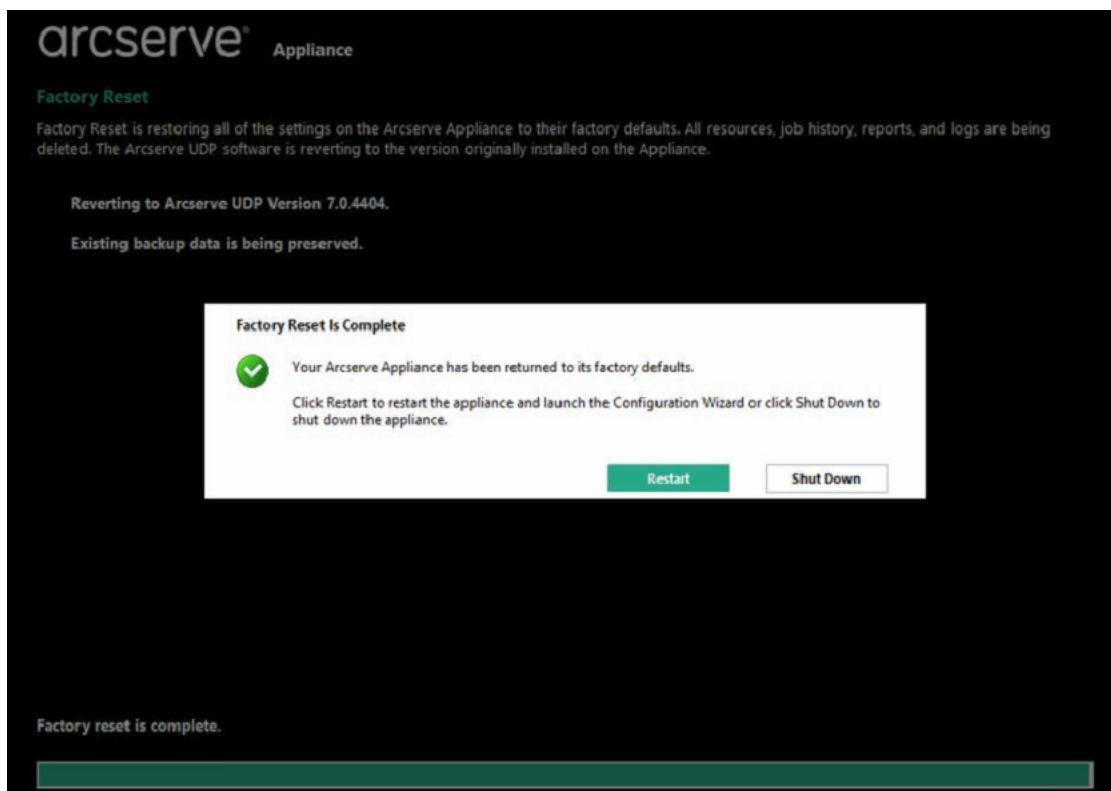 arcserve® Appliance
Factory Reset
Factory Reset is restoring all of the settings on the Arcserve Appliance to their factory defaults. All resources, job history, reports, and logs are being
deleted. The Arcserve UDP software is reverting to the version originally installed on the Appliance.
Reverting to Arcserve UDP Version 7.0.4404.
Existing backup data is being preserved.
Factory Reset Is Complete
Your Arcserve Appliance has been returned to its factory defaults.
Click Restart to restart the appliance and launch the Configuration Wizard or click Shut Down to
shut down the appliance.
Restart Shut Down
Factory reset is complete.